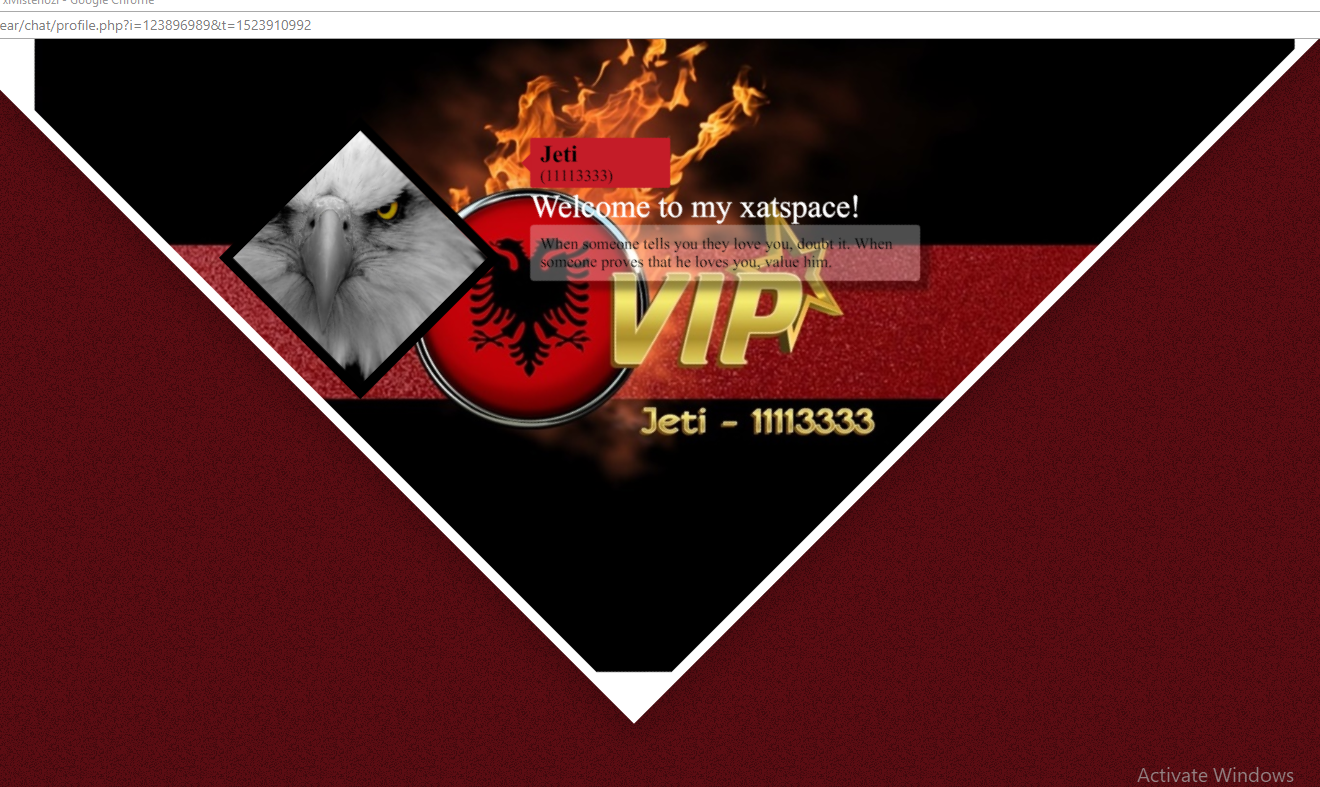 - Google Chrome
ear/chat/profile.php?i=123896989&t=1523910992
Jeti
(11113333)
Welcome to my xatspace!
When someone tells you they love you, doubt it. When
someone proves that he loves you, value him.
VIP
Jeti - 11113333
Activate Windows